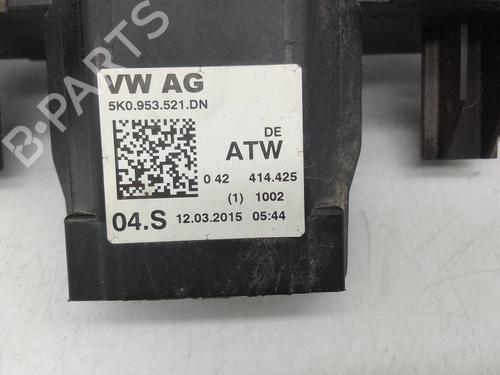 VW AG
5K0.953.521.DN
DE
ATW
0 42 414.425
(1) 1002
04.S 12.03.2015 05:44
B-PARTS